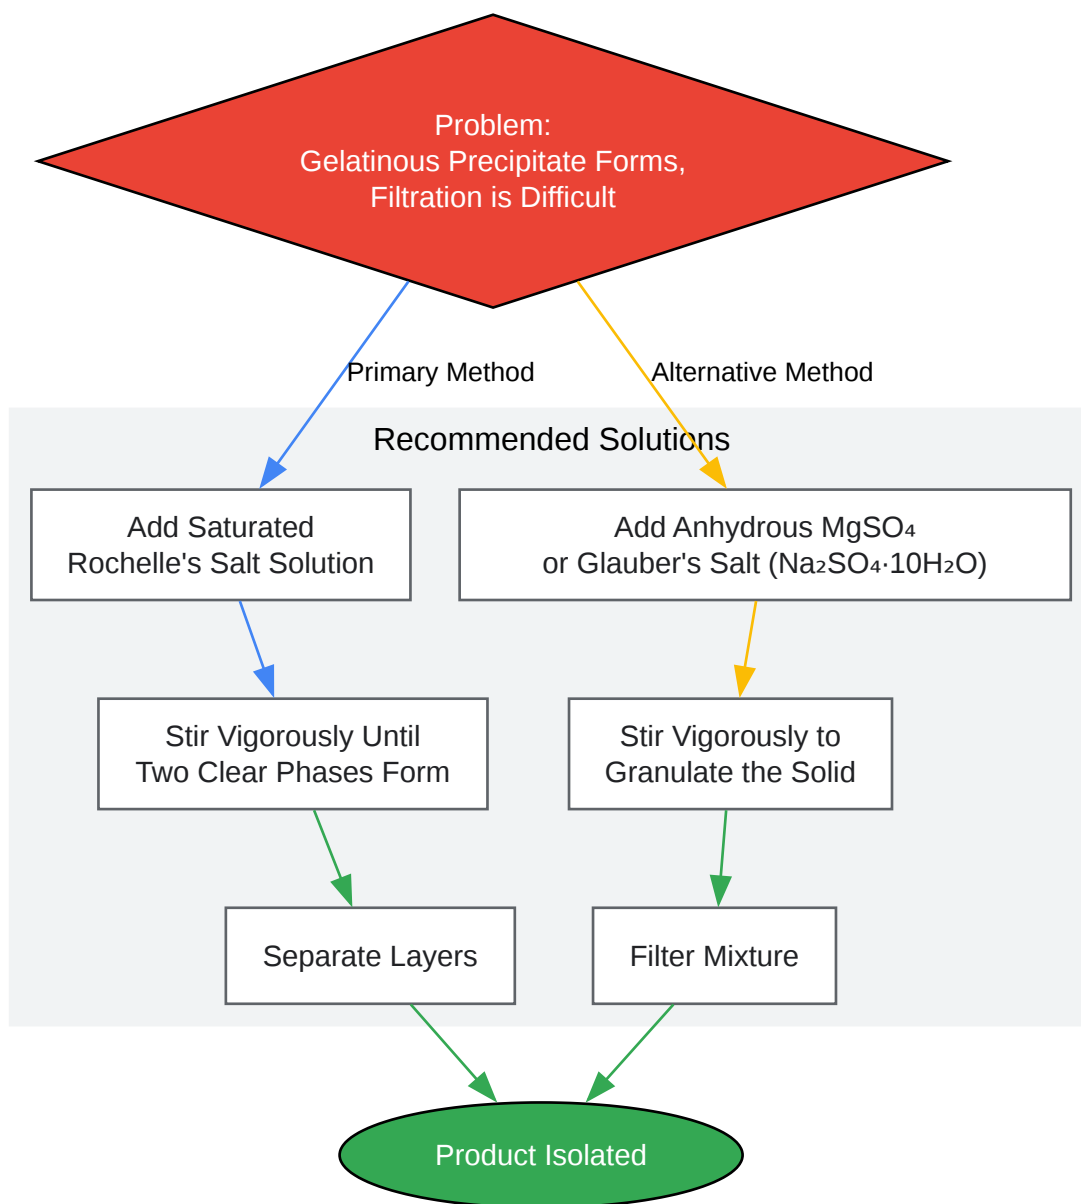 Problem:
Gelatinous Precipitate Forms,
Filtration is Difficult
Primary Method
Alternative Method
Recommended Solutions
Add Saturated
Rochelle's Salt Solution
Add Anhydrous MgSO₄
or Glauber's Salt (Na₂SO₄·10H₂O)
Stir Vigorously Until
Two Clear Phases Form
Stir Vigorously to
Granulate the Solid
Separate Layers
Filter Mixture
Product Isolated